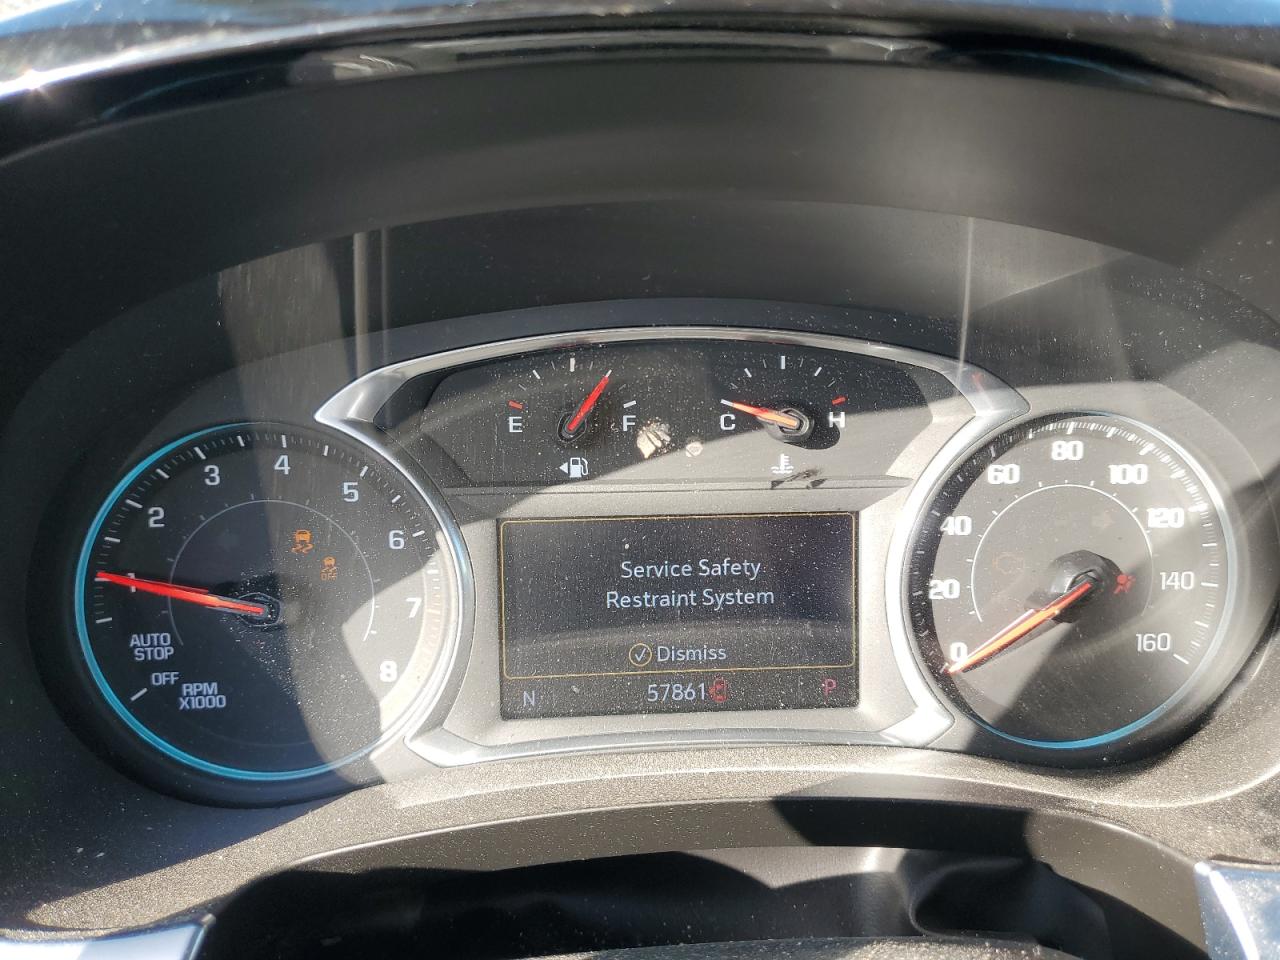 E F
C H
1 2 3 4 5 6 7 8
AUTO
STOP
OFF
RPM
X1000
OFF
Service Safety
Restraint System
Dismiss
N 57861 P
0 20 40 60 80 100 120 140 160